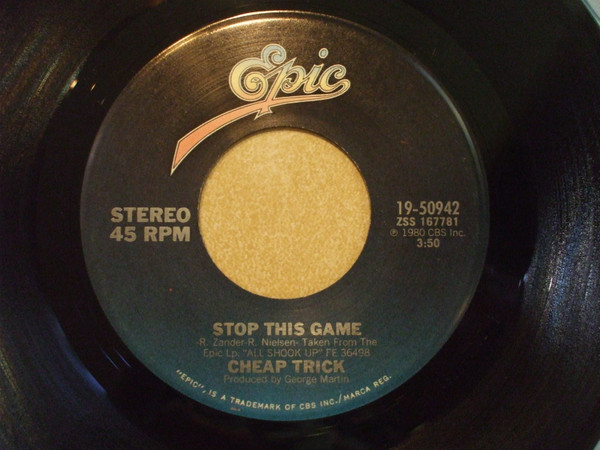 Epic
STEREO
45 RPM
19-50942
ZSS 167781
℗ 1980 CBS Inc.
3:50
STOP THIS GAME
-R. Zander-R. Nielsen- Taken From The
Epic Lp. "ALL SHOOK UP" FE 36498
CHEAP TRICK
Produced by George Martin
"EPIC", IS A TRADEMARK OF CBS INC./MARCA REG.